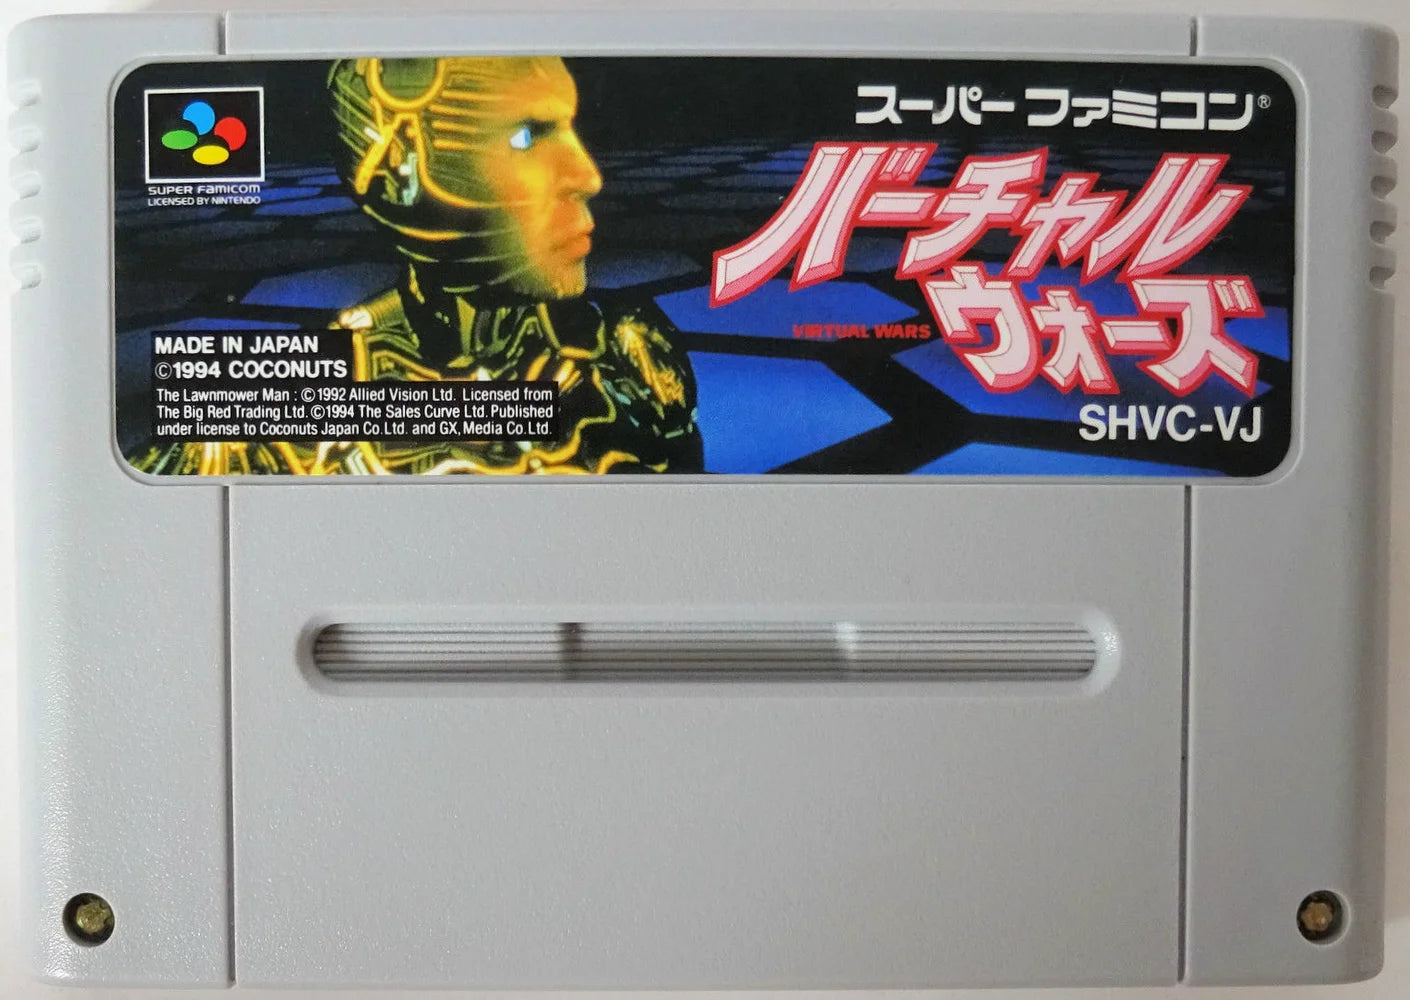 SUPER FAMICOM
LICENSED BY NINTENDO
スーパーファミコン®
バーチャル
ウォーズ
VIRTUAL WARS
SHVC-VJ
MADE IN JAPAN
©1994 COCONUTS
The Lawnmower Man : ©1992 Allied Vision Ltd. Licensed from
The Big Red Trading Ltd. ©1994 The Sales Curve Ltd. Published
under license to Coconuts Japan Co. Ltd. and GX, Media Co. Ltd.